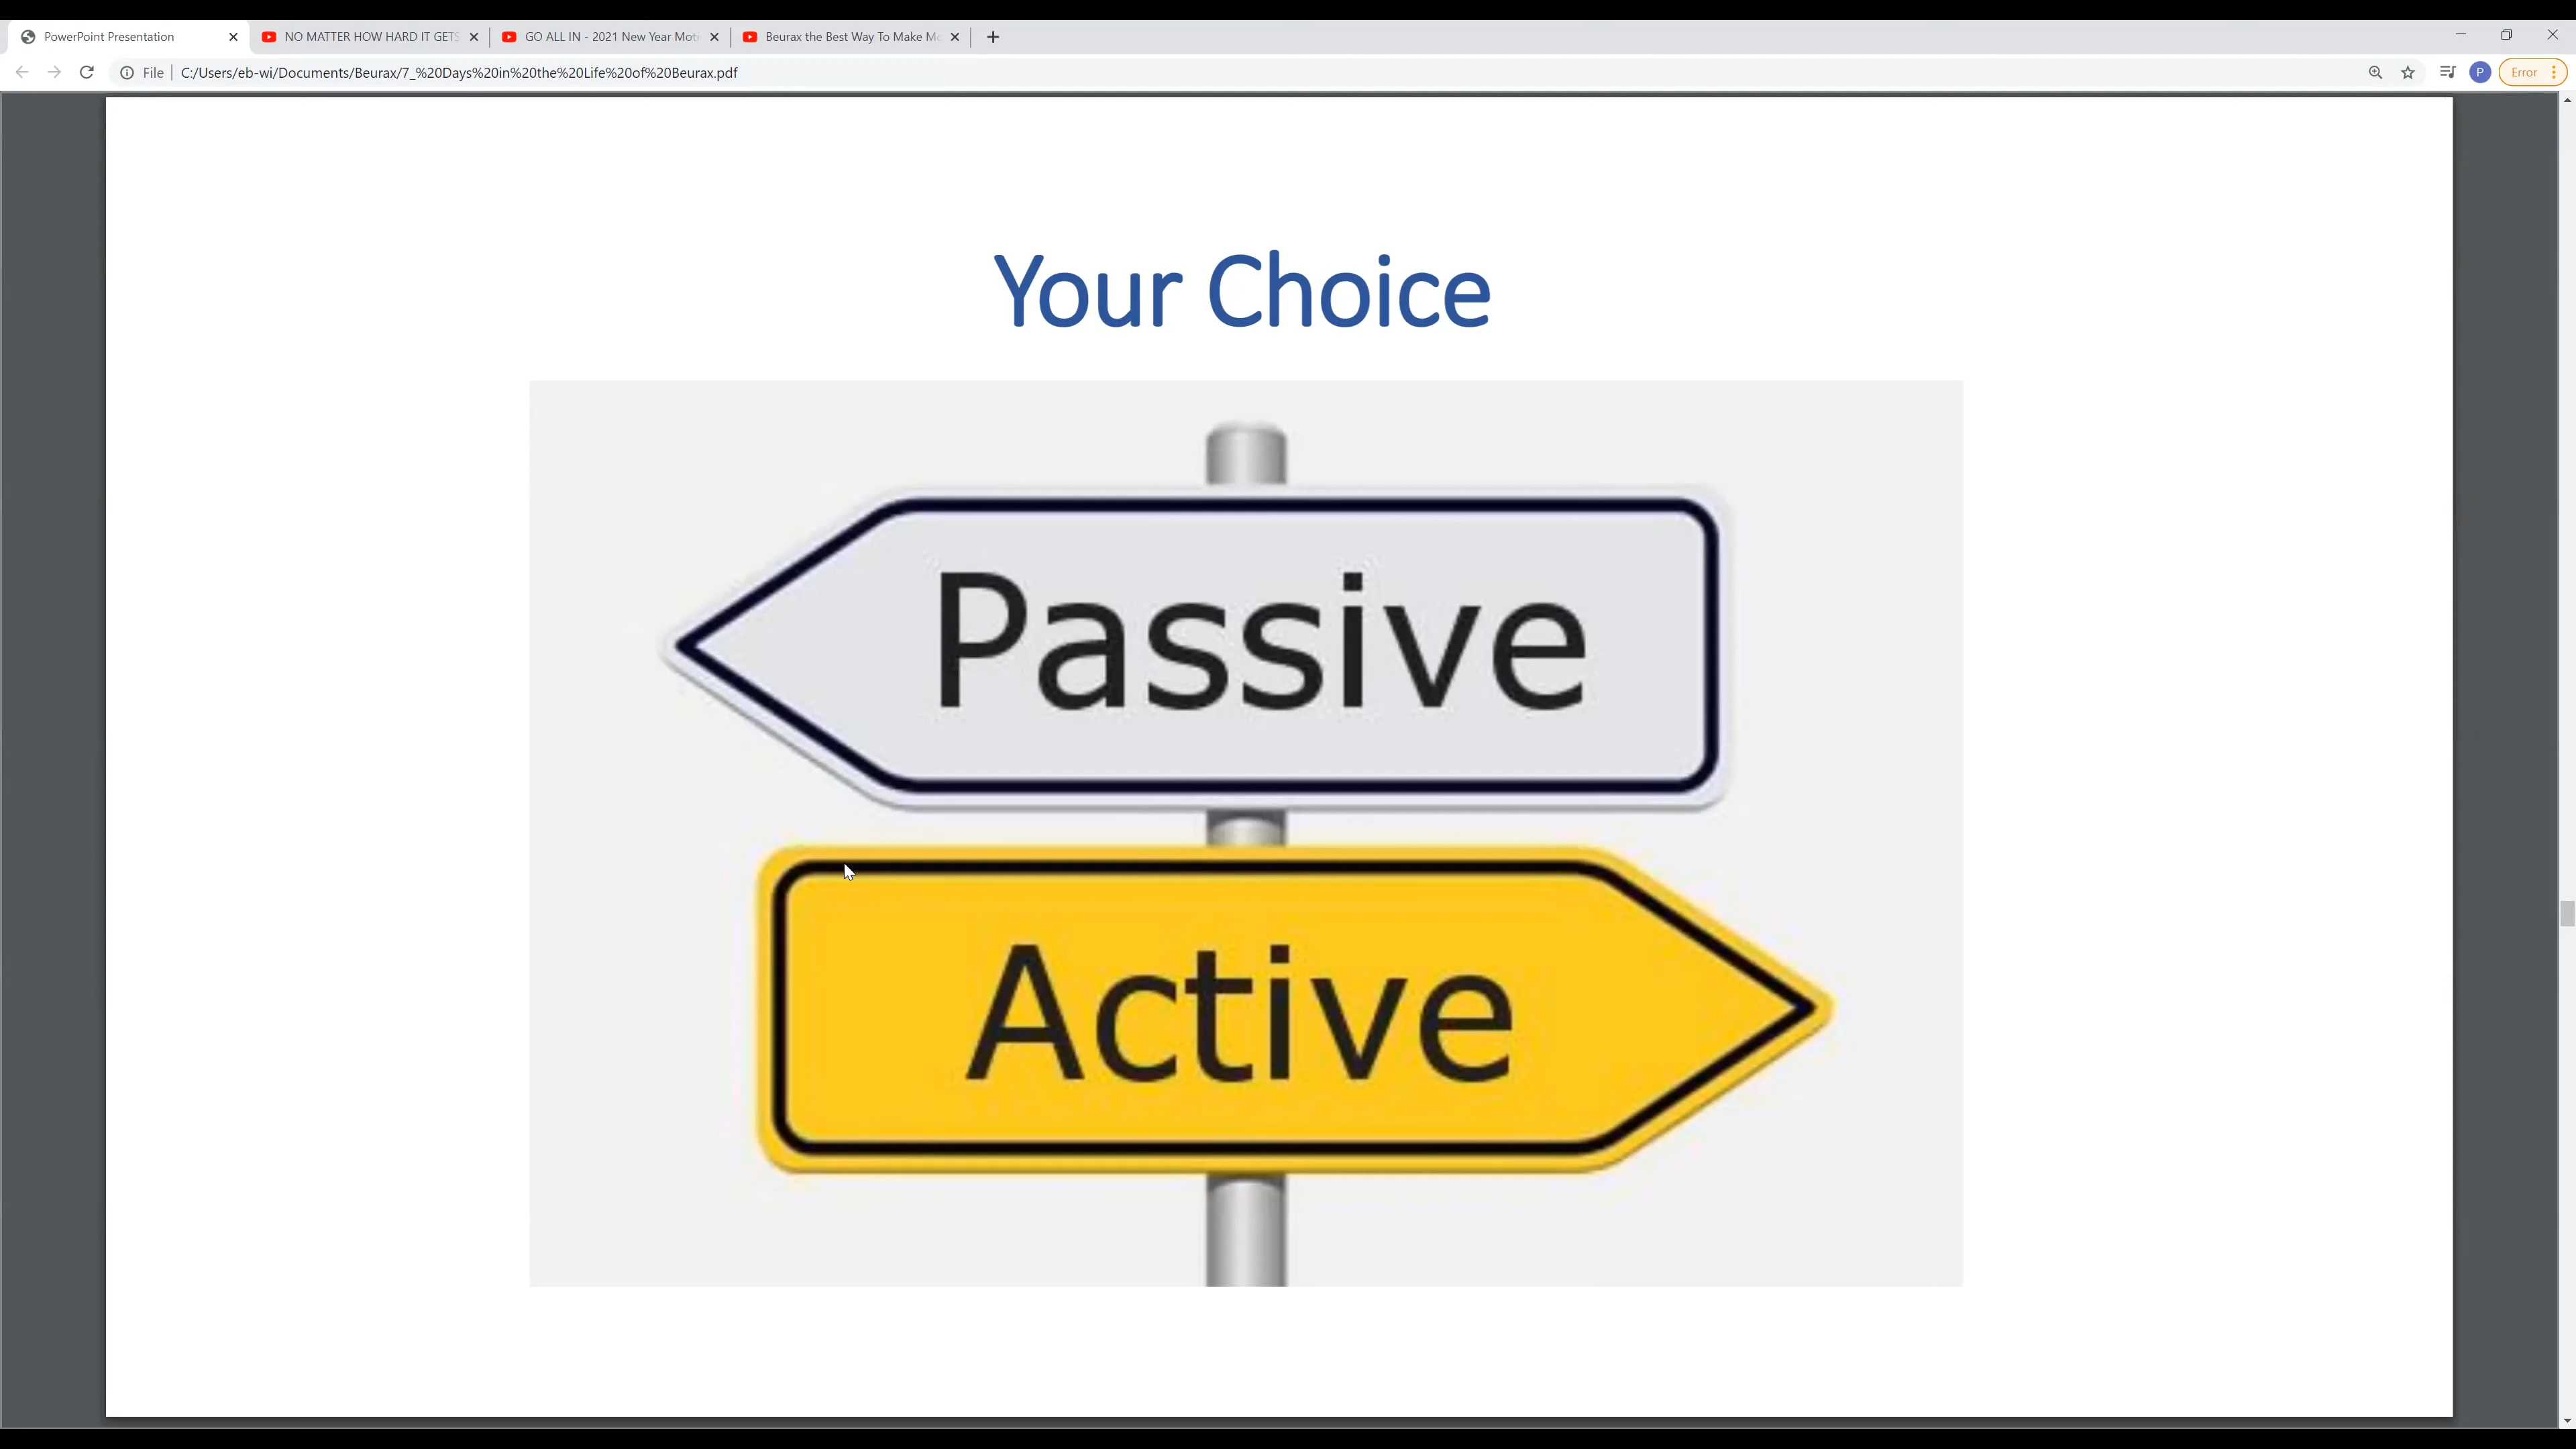 PowerPoint Presentation
NO MATTER HOW HARD IT GETS
GO ALL IN - 2021 New Year Moti
Beurax the Best Way To Make Mo
File
C:/Users/eb-wi/Documents/Beurax/7_%20Days%20in%20the%20Life%20of%20Beurax.pdf
P
Error
Your Choice
Passive
Active